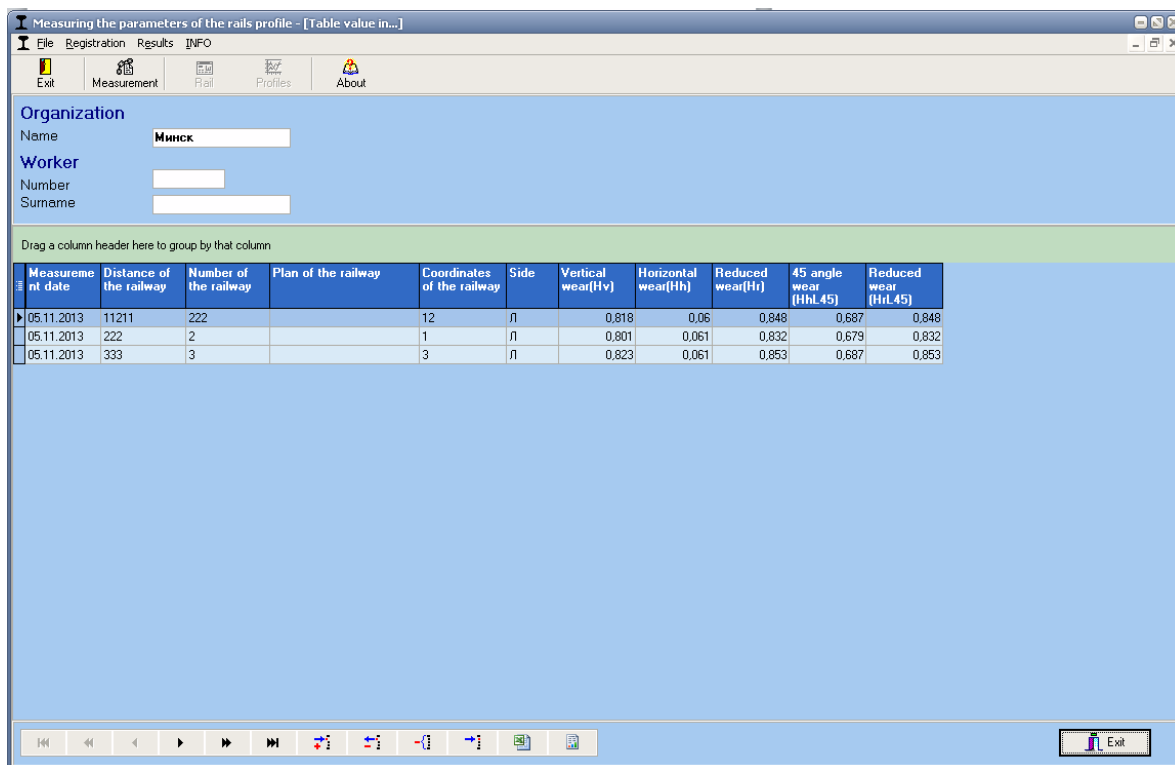 Measuring the parameters of the rails profile - [Table value in...]
File Registration Results INFO
Exit Measurement Rail Profiles About
Organization
Name Минск
Worker
Number
Surname
Drag a column header here to group by that column
Measureme Distance of Number of Plan of the railway Coordinates Side Vertical Horizontal Reduced 45 angle Reduced
nt date the railway the railway of the railway wear(Hv) wear(Hh) wear(Hr) wear wear
(HhL45) (HrL45)
05.11.2013 11211 222 12 Л 0,818 0,06 0,848 0,687 0,848
05.11.2013 222 2 1 Л 0,801 0,061 0,832 0,679 0,832
05.11.2013 333 3 3 Л 0,823 0,061 0,853 0,687 0,853
Exit